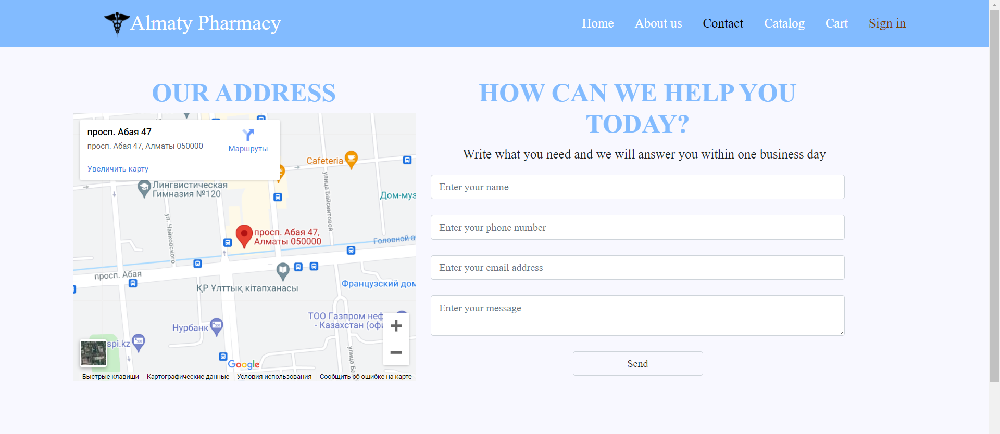 Almaty Pharmacy
Home
About us
Contact
Catalog
Cart
Sign in
OUR ADDRESS
просп. Абая 47
просп. Абая 47, Алматы 050000
Маршруты
Увеличить карту
Cafeteria
Лингвистическая
Гимназия №120
улица Байсеитовой
Дом-муз
ул. Чайковского
просп. Абая 47,
Алматы 050000
Головной а
просп. Абая
ҚР Ұлттық кітапханасы
Французский дом
ТОО Газпром неф
- Казахстан (офи
Нурбанк
spi.kz
улица Ба
Google
Быстрые клавиши
Картографические данные
Условия использования
Сообщить об ошибке на карте
HOW CAN WE HELP YOU
TODAY?
Write what you need and we will answer you within one business day
Enter your name
Enter your phone number
Enter your email address
Enter your message
Send